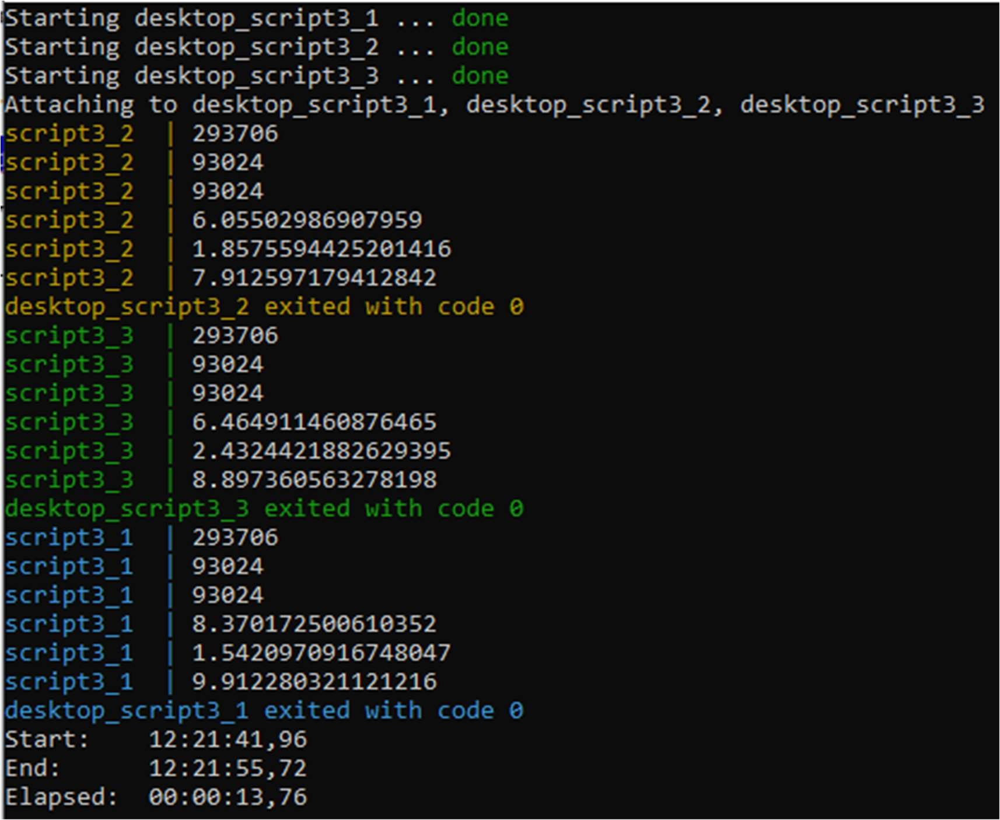 Starting desktop_script3_1 ... done
Starting desktop_script3_2 ... done
Starting desktop_script3_3 ... done
Attaching to desktop_script3_1, desktop_script3_2, desktop_script3_3
script3_2  | 293706
script3_2  | 93024
script3_2  | 93024
script3_2  | 6.05502986907959
script3_2  | 1.8575594425201416
script3_2  | 7.912597179412842
desktop_script3_2 exited with code 0
script3_3  | 293706
script3_3  | 93024
script3_3  | 93024
script3_3  | 6.464911460876465
script3_3  | 2.4324421882629395
script3_3  | 8.897360563278198
desktop_script3_3 exited with code 0
script3_1  | 293706
script3_1  | 93024
script3_1  | 93024
script3_1  | 8.370172500610352
script3_1  | 1.5420970916748047
script3_1  | 9.912280321121216
desktop_script3_1 exited with code 0
Start:    12:21:41,96
End:      12:21:55,72
Elapsed:  00:00:13,76